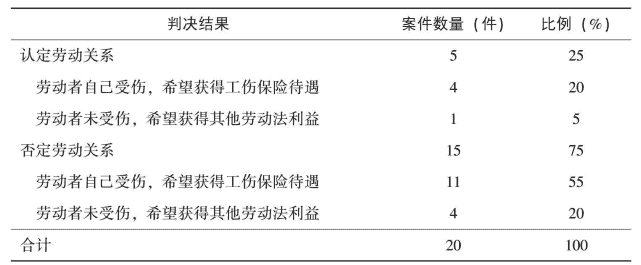 判决结果 案件数量（件） 比例（%）
认定劳动关系 5 25
劳动者自己受伤，希望获得工伤保险待遇 4 20
劳动者未受伤，希望获得其他劳动法利益 1 5
否定劳动关系 15 75
劳动者自己受伤，希望获得工伤保险待遇 11 55
劳动者未受伤，希望获得其他劳动法利益 4 20
合计 20 100